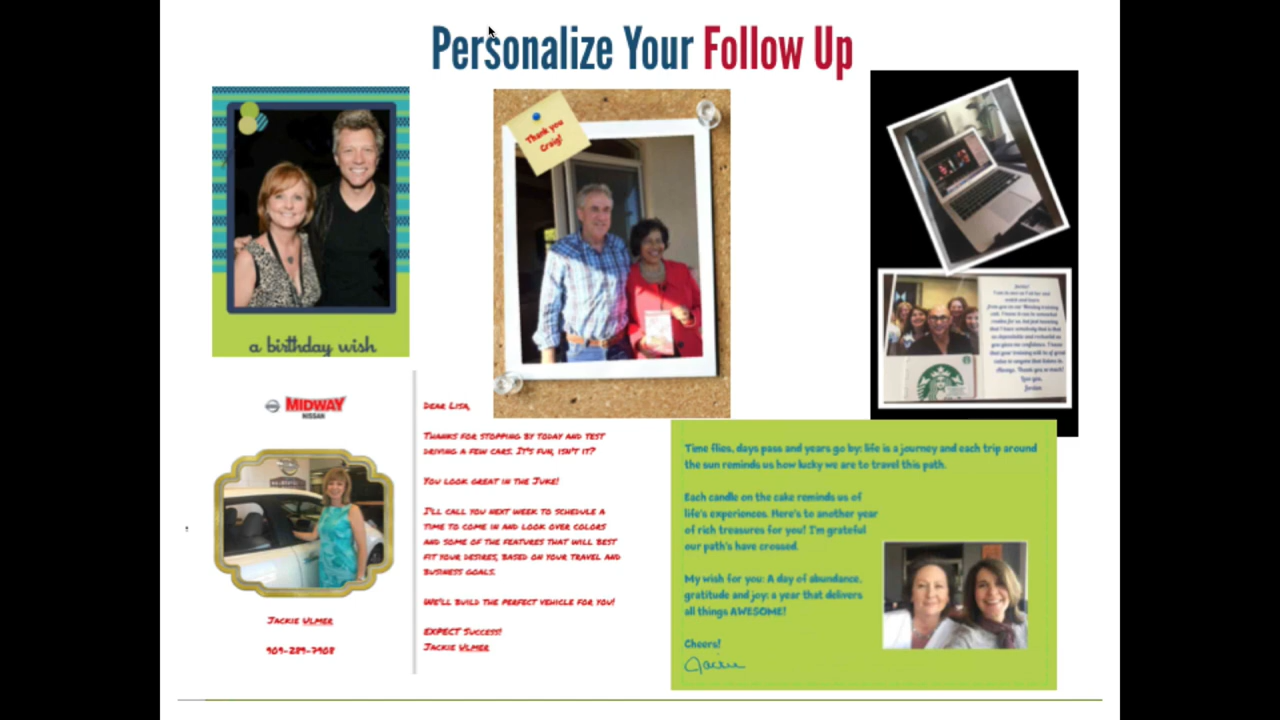 Personalize Your Follow Up
a birthday wish
Thank you
Craig!
Jordan
MIDWAY
NISSAN
Jackie Ulmer
909-289-7908
Dear Lisa,
Thanks for stopping by today and test
driving a few cars. It's fun, isn't it?
You look great in the Juke!
I'll call you next week to schedule a
time to come in and look over colors
and some of the features that will best
fit your desires, based on your travel and
business goals.
We'll build the perfect vehicle for you!
EXPECT Success!
Jackie Ulmer
Time flies, days pass and years go by: life is a journey and each trip around
the sun reminds us how lucky we are to travel this path.
Each candle on the cake reminds us of
life's experiences. Here's to another year
of rich treasures for you! I'm grateful
our path's have crossed.
My wish for you: A day of abundance,
gratitude and joy: a year that delivers
all things AWESOME!
Cheers!
Jackie